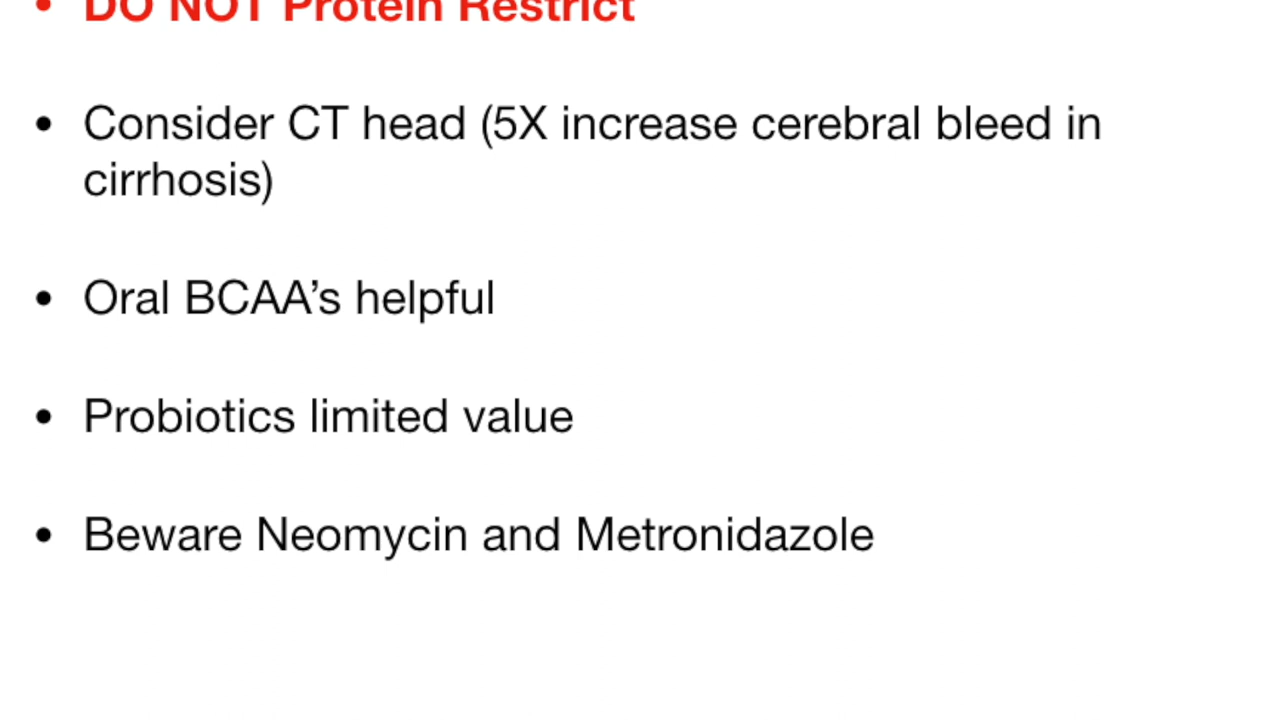 • DO NOT Protein Restrict
• Consider CT head (5X increase cerebral bleed in
cirrhosis)
• Oral BCAA’s helpful
• Probiotics limited value
• Beware Neomycin and Metronidazole